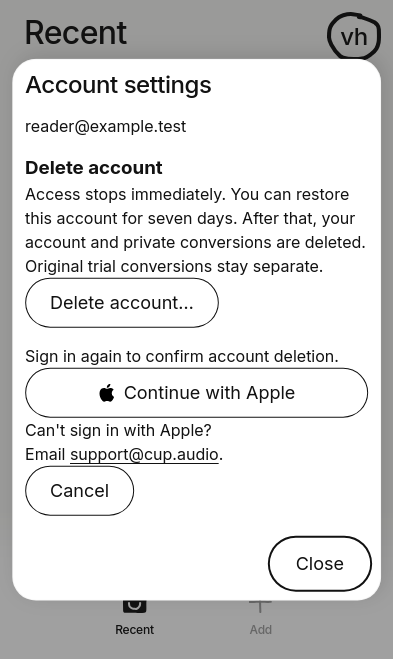 Recent
vh
Account settings
reader@example.test
Delete account
Access stops immediately. You can restore
this account for seven days. After that, your
account and private conversions are deleted.
Original trial conversions stay separate.
Delete account...
Sign in again to confirm account deletion.
Continue with Apple
Can't sign in with Apple?
Email support@cup.audio.
Cancel
Close
Recent
Add